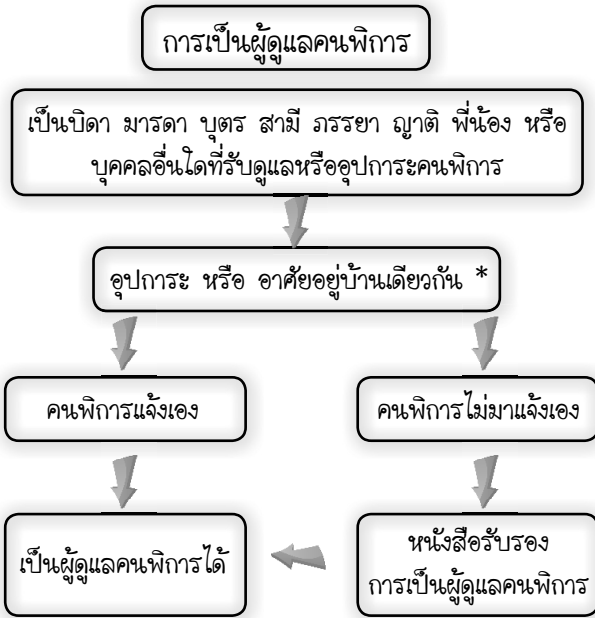 การเป็นผู้ดูแลคนพิการ
เป็นบิดา มารดา บุตร สามี ภรรยา ญาติ พี่น้อง หรือ
บุคคลอื่นใดที่รับดูแลหรืออุปการะคนพิการ
อุปการะ หรือ อาศัยอยู่บ้านเดียวกัน *
คนพิการแจ้งเอง
คนพิการไม่มาแจ้งเอง
เป็นผู้ดูแลคนพิการได้
หนังสือรับรอง
การเป็นผู้ดูแลคนพิการ